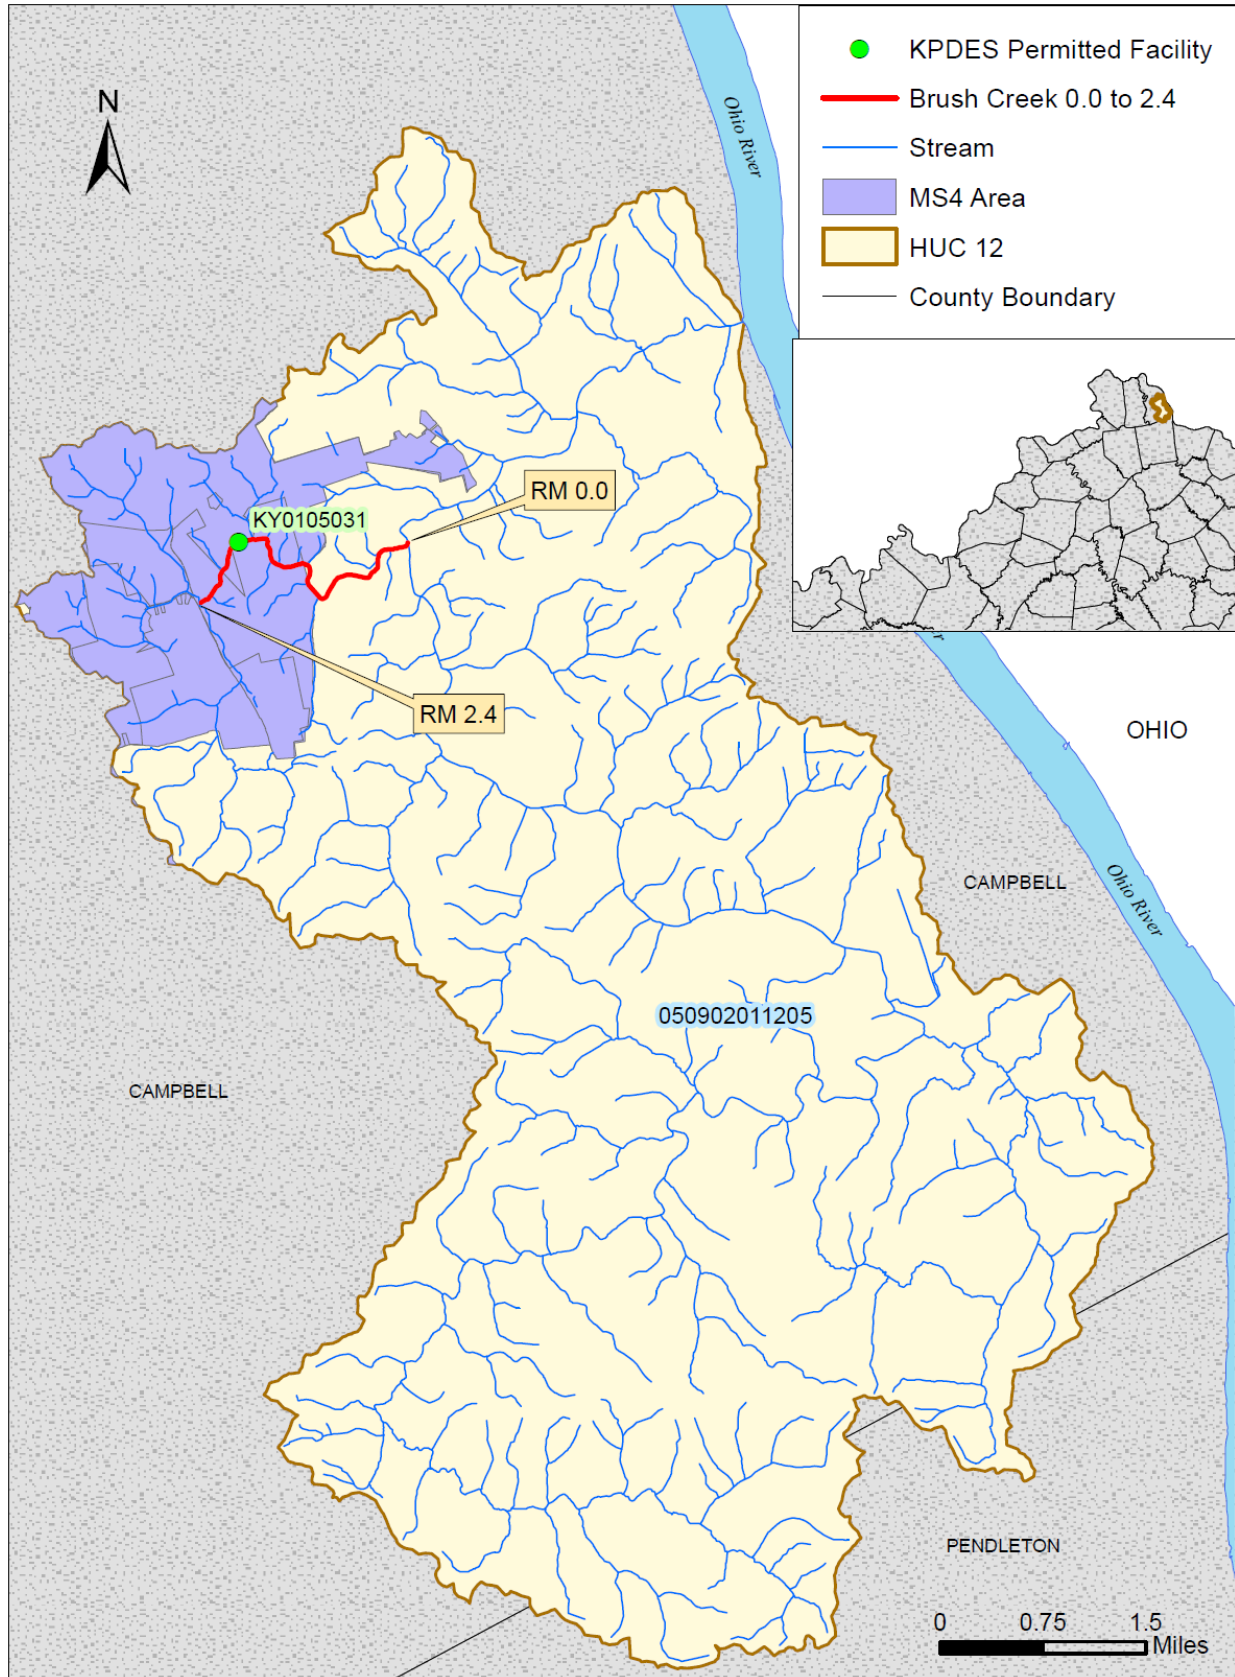 N
Ohio River
KPDES Permitted Facility
Brush Creek 0.0 to 2.4
Stream
MS4 Area
HUC 12
County Boundary
RM 0.0
KY0105031
RM 2.4
OHIO
CAMPBELL
Ohio River
050902011205
CAMPBELL
PENDLETON
0 0.75 1.5
Miles